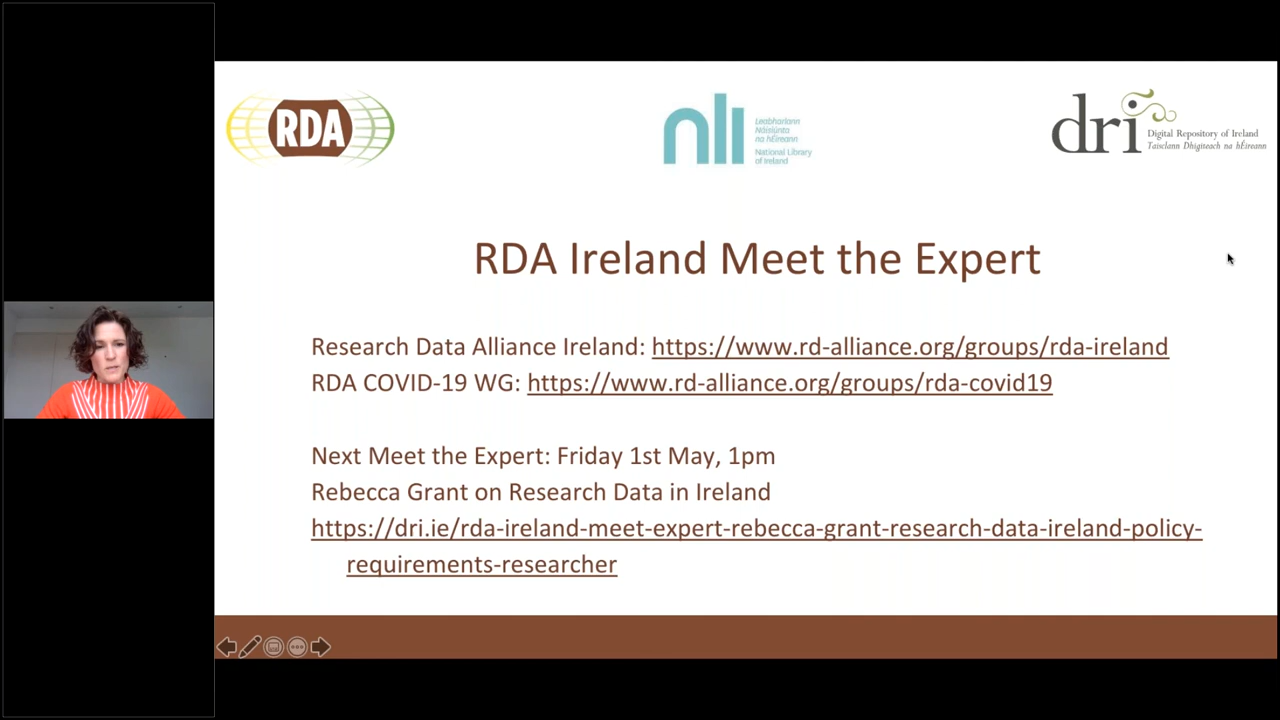 RDA
nli
Leabharlann
Náisiúnta
na hÉireann
National Library
of Ireland
dri
Digital Repository of Ireland
Taisclann Dhigiteach na hÉireann
RDA Ireland Meet the Expert
Research Data Alliance Ireland: https://www.rd-alliance.org/groups/rda-ireland
RDA COVID-19 WG: https://www.rd-alliance.org/groups/rda-covid19
Next Meet the Expert: Friday 1st May, 1pm
Rebecca Grant on Research Data in Ireland
https://dri.ie/rda-ireland-meet-expert-rebecca-grant-research-data-ireland-policy-
requirements-researcher